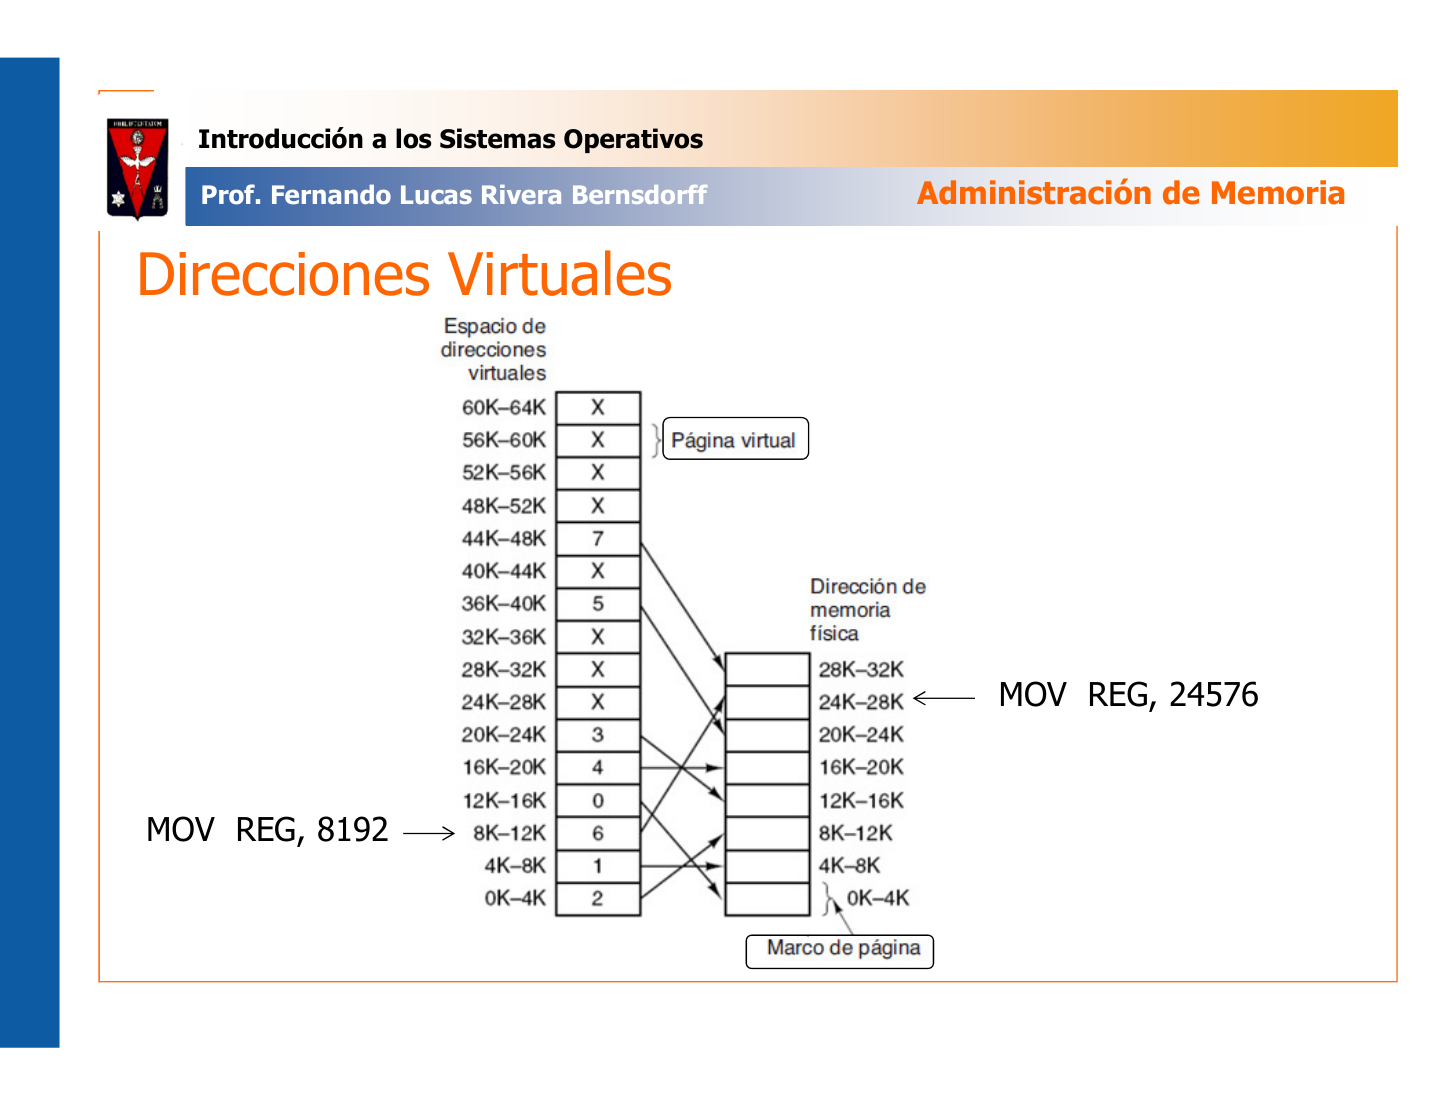 Introducción a los Sistemas Operativos
Prof. Fernando Lucas Rivera Bernsdorff
Administración de Memoria
Direcciones Virtuales
Espacio de
direcciones
virtuales
60K–64K X
56K–60K X
Página virtual
52K–56K X
48K–52K X
44K–48K 7
40K–44K X
36K–40K 5
32K–36K X
28K–32K X
24K–28K X
20K–24K 3
16K–20K 4
12K–16K 0
8K–12K 6
4K–8K 1
0K–4K 2
MOV REG, 8192
Dirección de
memoria
física
28K–32K
24K–28K
20K–24K
16K–20K
12K–16K
8K–12K
4K–8K
0K–4K
MOV REG, 24576
Marco de página